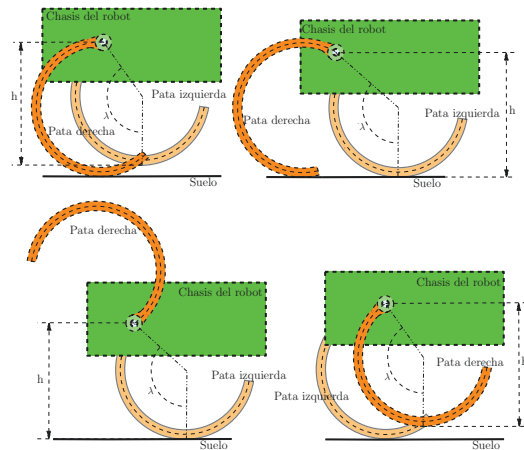 Chasis del robot
h
Pata izquierda
λ
Pata derecha
Suelo
Chasis del robot
Pata izquierda
h
Pata derecha
λ
Suelo
Pata derecha
Chasis del robot
h
Pata izquierda
λ
Suelo
Chasis del robot
h
Pata derecha
λ
Pata izquierda
Suelo